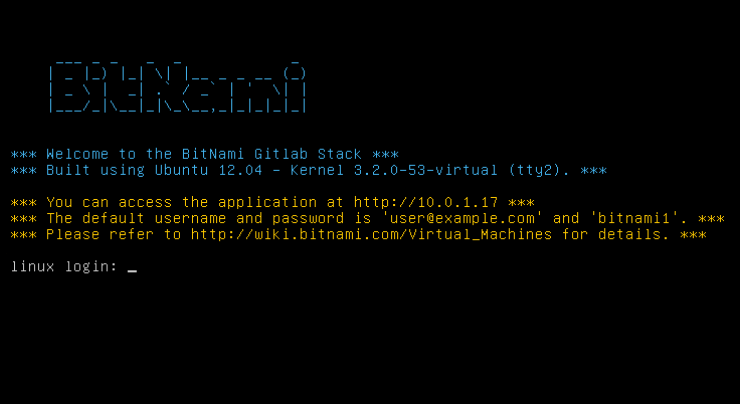 BitNami
*** Welcome to the BitNami Gitlab Stack ***
*** Built using Ubuntu 12.04 - Kernel 3.2.0-53-virtual (tty2). ***
*** You can access the application at http://10.0.1.17 ***
*** The default username and password is 'user@example.com' and 'bitnami1'. ***
*** Please refer to http://wiki.bitnami.com/Virtual_Machines for details. ***
linux login: _